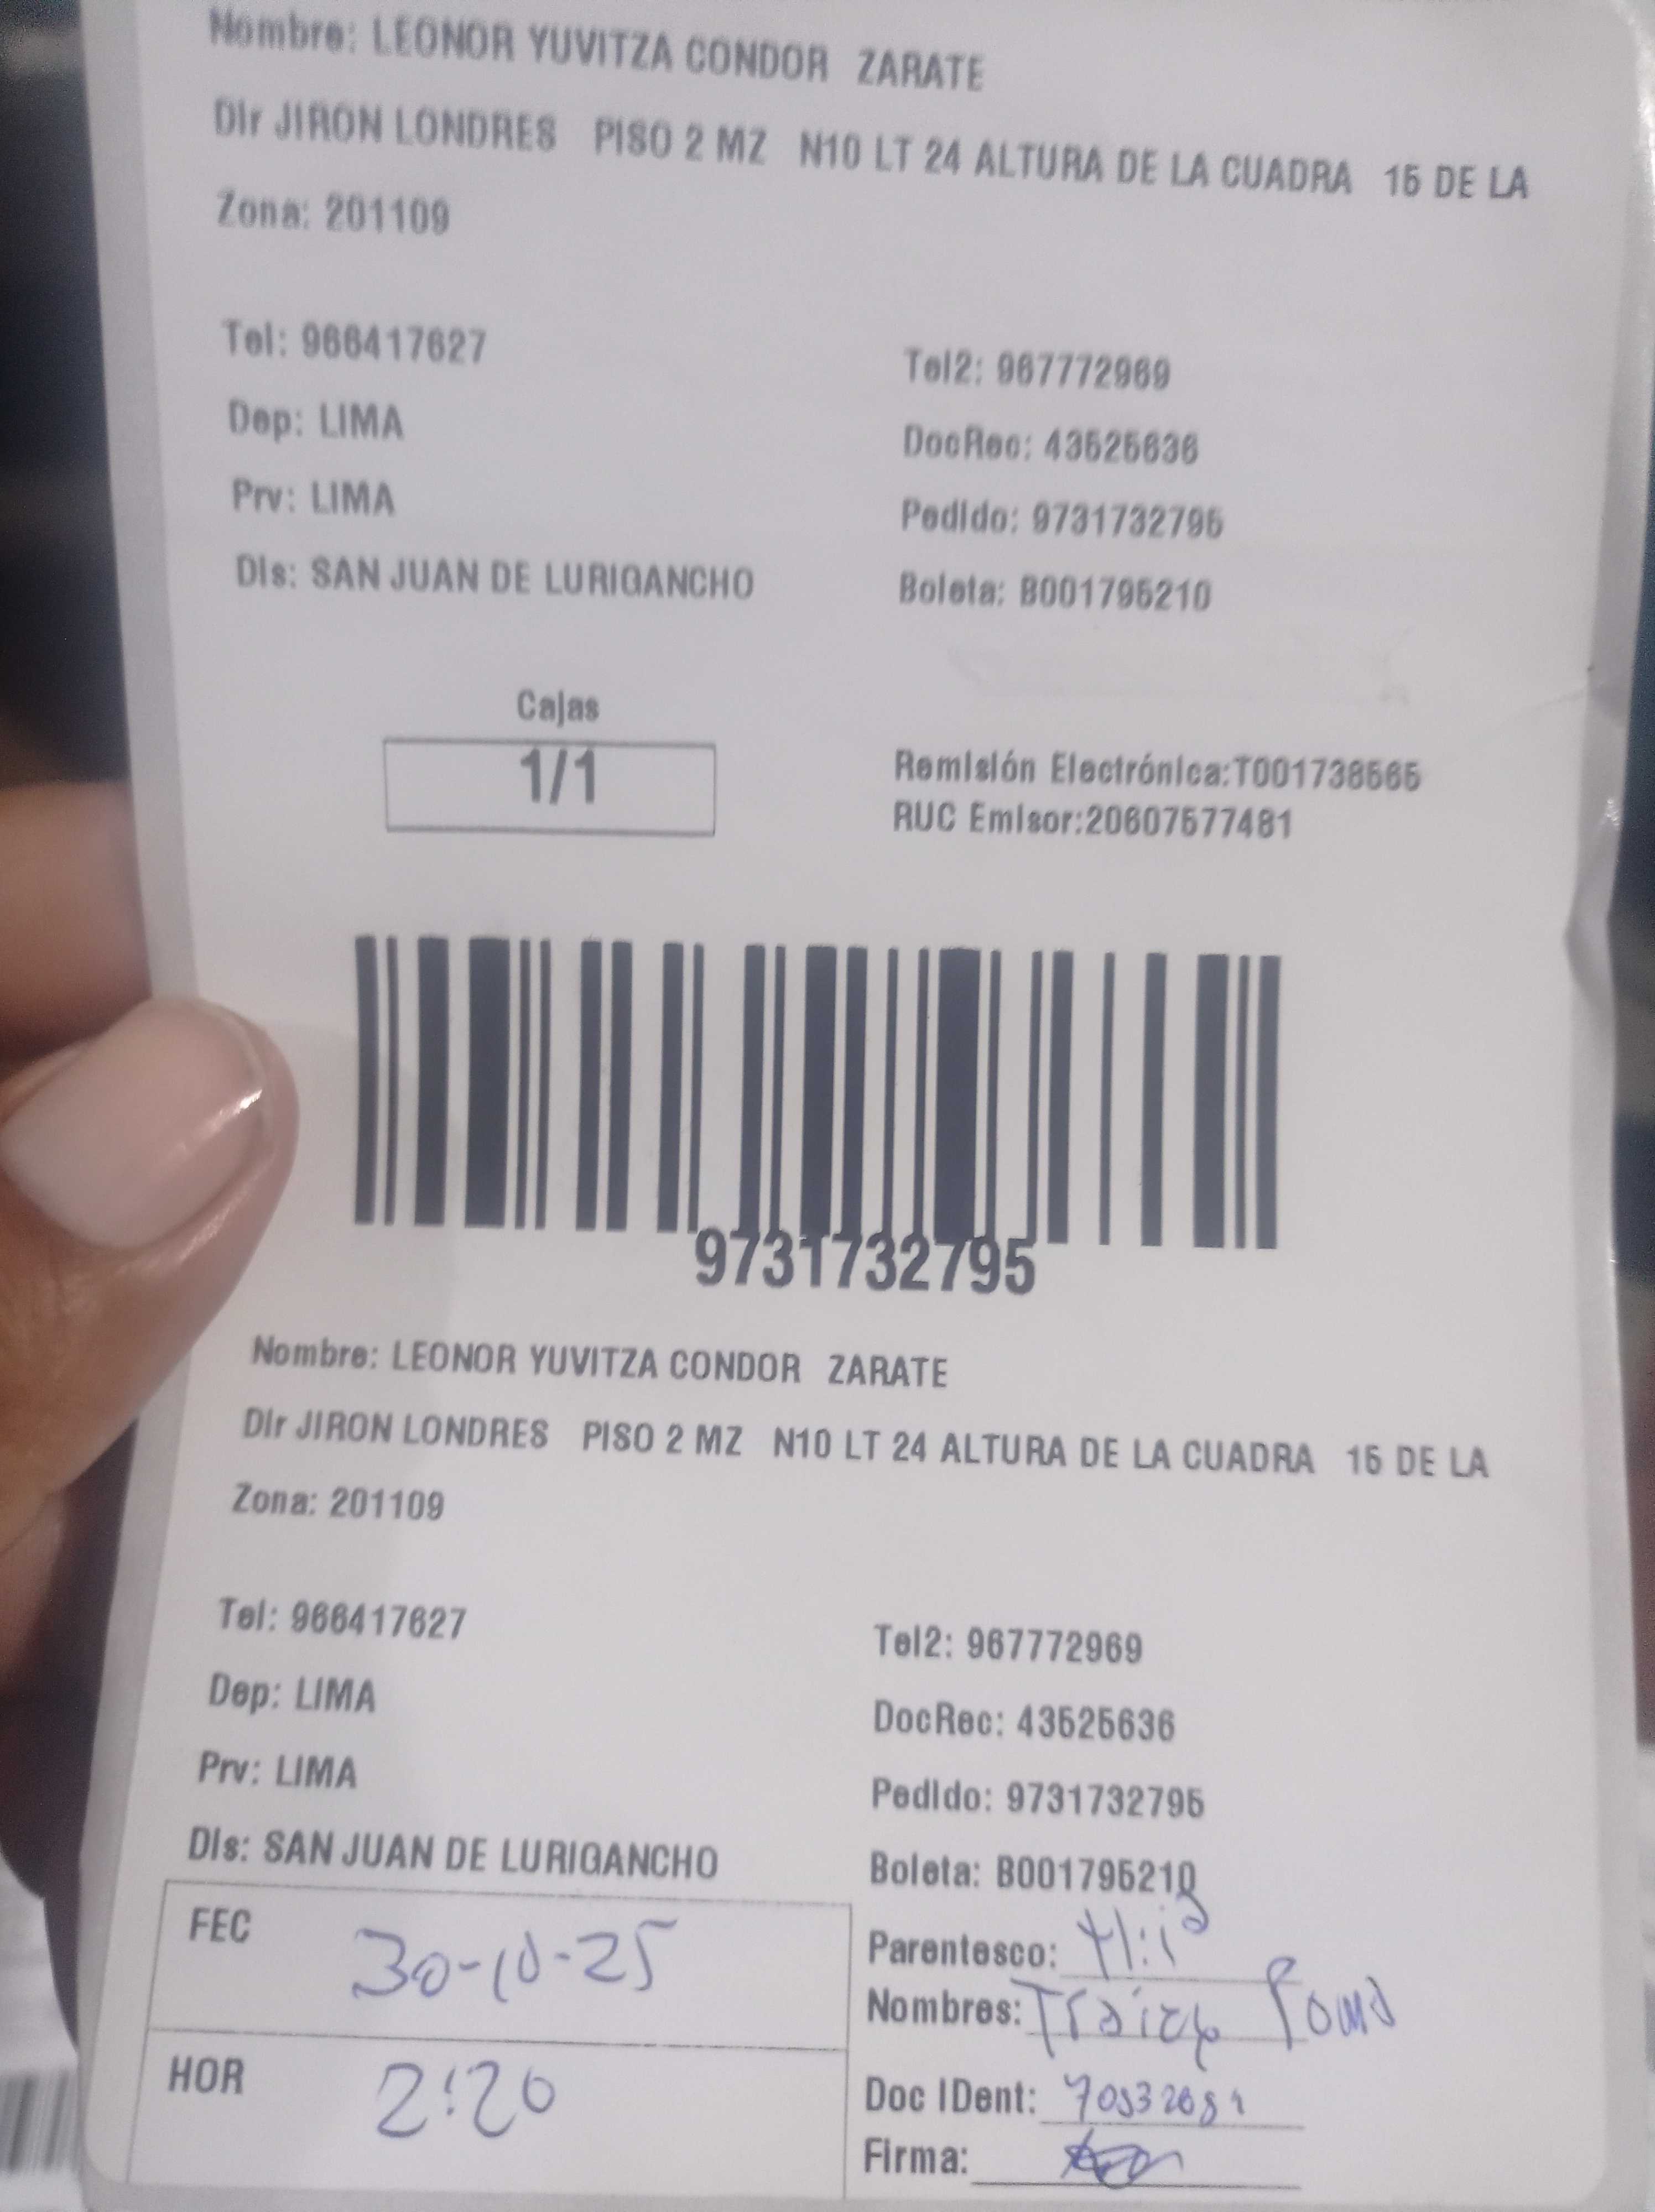 Nombre: LEONOR YUVITZA CONDOR ZARATE
Dir JIRON LONDRES PISO 2 MZ N10 LT 24 ALTURA DE LA CUADRA 15 DE LA
Zona: 201109
Tel: 966417627
Tel2: 967772969
Dep: LIMA
DocRec: 43525636
Prv: LIMA
Pedido: 9731732795
Dis: SAN JUAN DE LURIGANCHO
Boleta: B001795210
Cajas
1/1
Remisión Electrónica:T001738565
RUC Emisor:20607577481
9731732795
Nombre: LEONOR YUVITZA CONDOR ZARATE
Dir JIRON LONDRES PISO 2 MZ N10 LT 24 ALTURA DE LA CUADRA 15 DE LA
Zona: 201109
Tel: 966417627
Tel2: 967772969
Dep: LIMA
DocRec: 43525636
Prv: LIMA
Pedido: 9731732795
Dis: SAN JUAN DE LURIGANCHO
Boleta: B001795210
FEC 30-10-25
Parentesco: Hija
Nombres:
HOR 2:20
Doc IDent:
Firma: